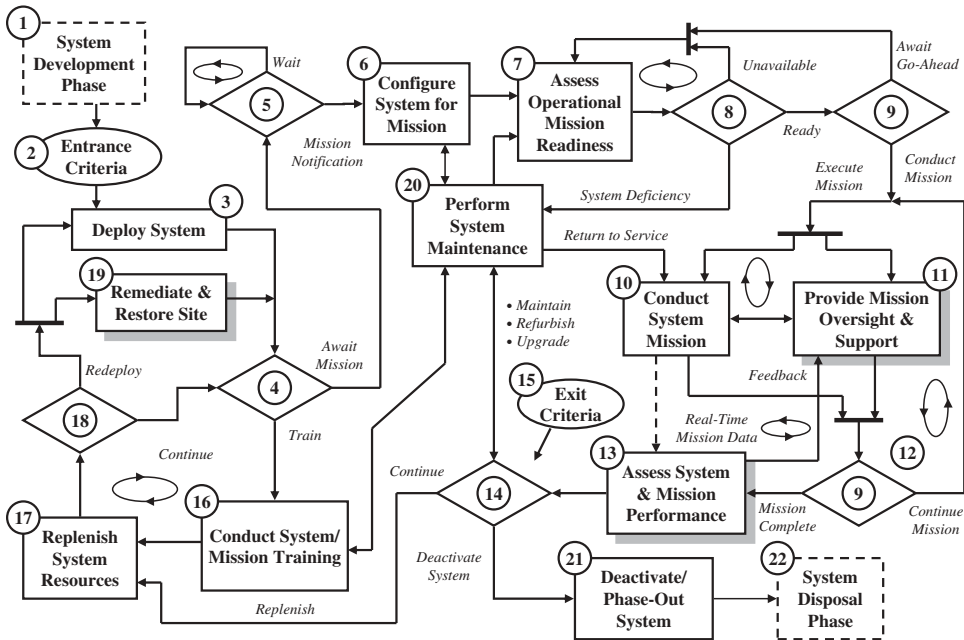 1
System
Development
Phase
2
Entrance
Criteria
3
Deploy System
19
Remediate &
Restore Site
Redeploy
18
Continue
17
Replenish
System
Resources
Wait
5
Mission
Notification
6
Configure
System for
Mission
7
Assess
Operational
Mission
Readiness
Unavailable
8
Ready
Await
Go-Ahead
9
Execute
Mission
Conduct
Mission
System Deficiency
20
Perform
System
Maintenance
Return to Service
10
Conduct
System
Mission
11
Provide Mission
Oversight &
Support
• Maintain
• Refurbish
• Upgrade
Await
Mission
4
Train
15
Exit
Criteria
Feedback
Real-Time
Mission Data
12
9
Continue
Mission
Mission
Complete
13
Assess System
& Mission
Performance
Continue
14
16
Conduct System/
Mission Training
Deactivate
System
Replenish
21
Deactivate/
Phase-Out
System
22
System
Disposal
Phase